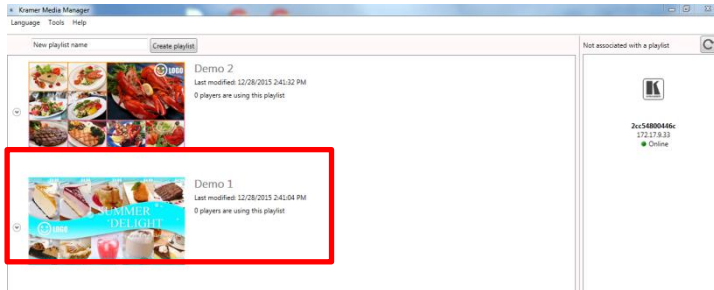 Kramer Media Manager
Language Tools Help
New playlist name
Create playlist
Not associated with a playlist
LOGO
Demo 2
Last modified: 12/28/2015 2:41:32 PM
0 players are using this playlist
K
2cc54800446c
172.17.9.33
Online
Demo 1
Last modified: 12/28/2015 2:41:04 PM
0 players are using this playlist
SUMMER
DELIGHT
LOGO